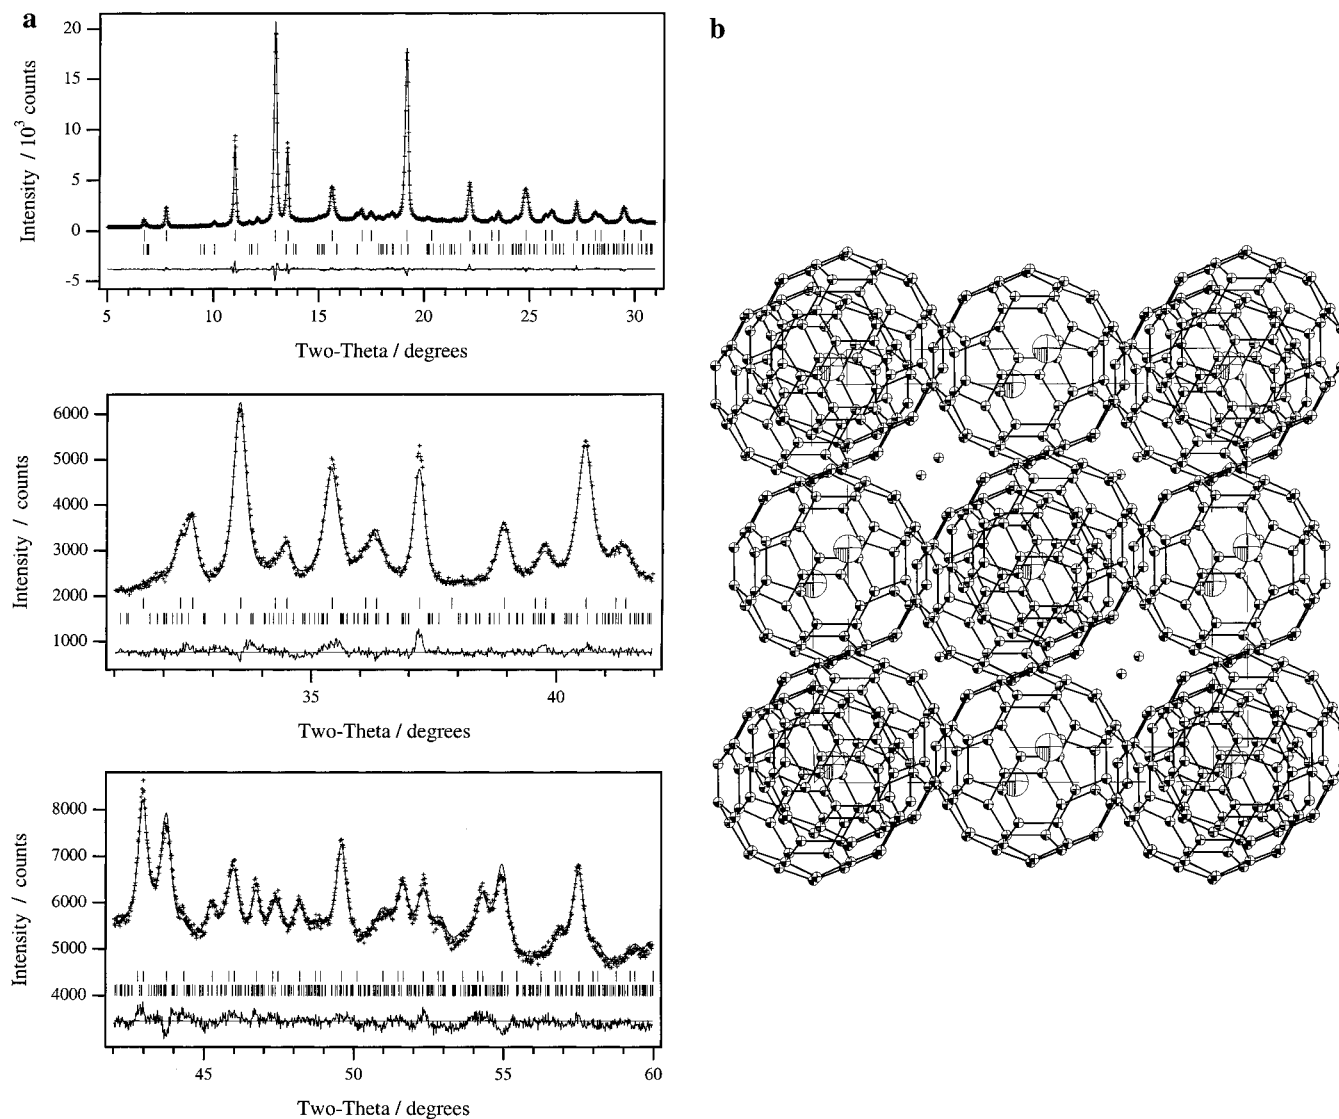 a
b
Intensity / 10³ counts
20
15
10
5
0
-5
5 10 15 20 25 30
Two-Theta / degrees
Intensity / counts
6000
5000
4000
3000
2000
1000
35 40
Two-Theta / degrees
Intensity / counts
8000
7000
6000
5000
4000
45 50 55 60
Two-Theta / degrees